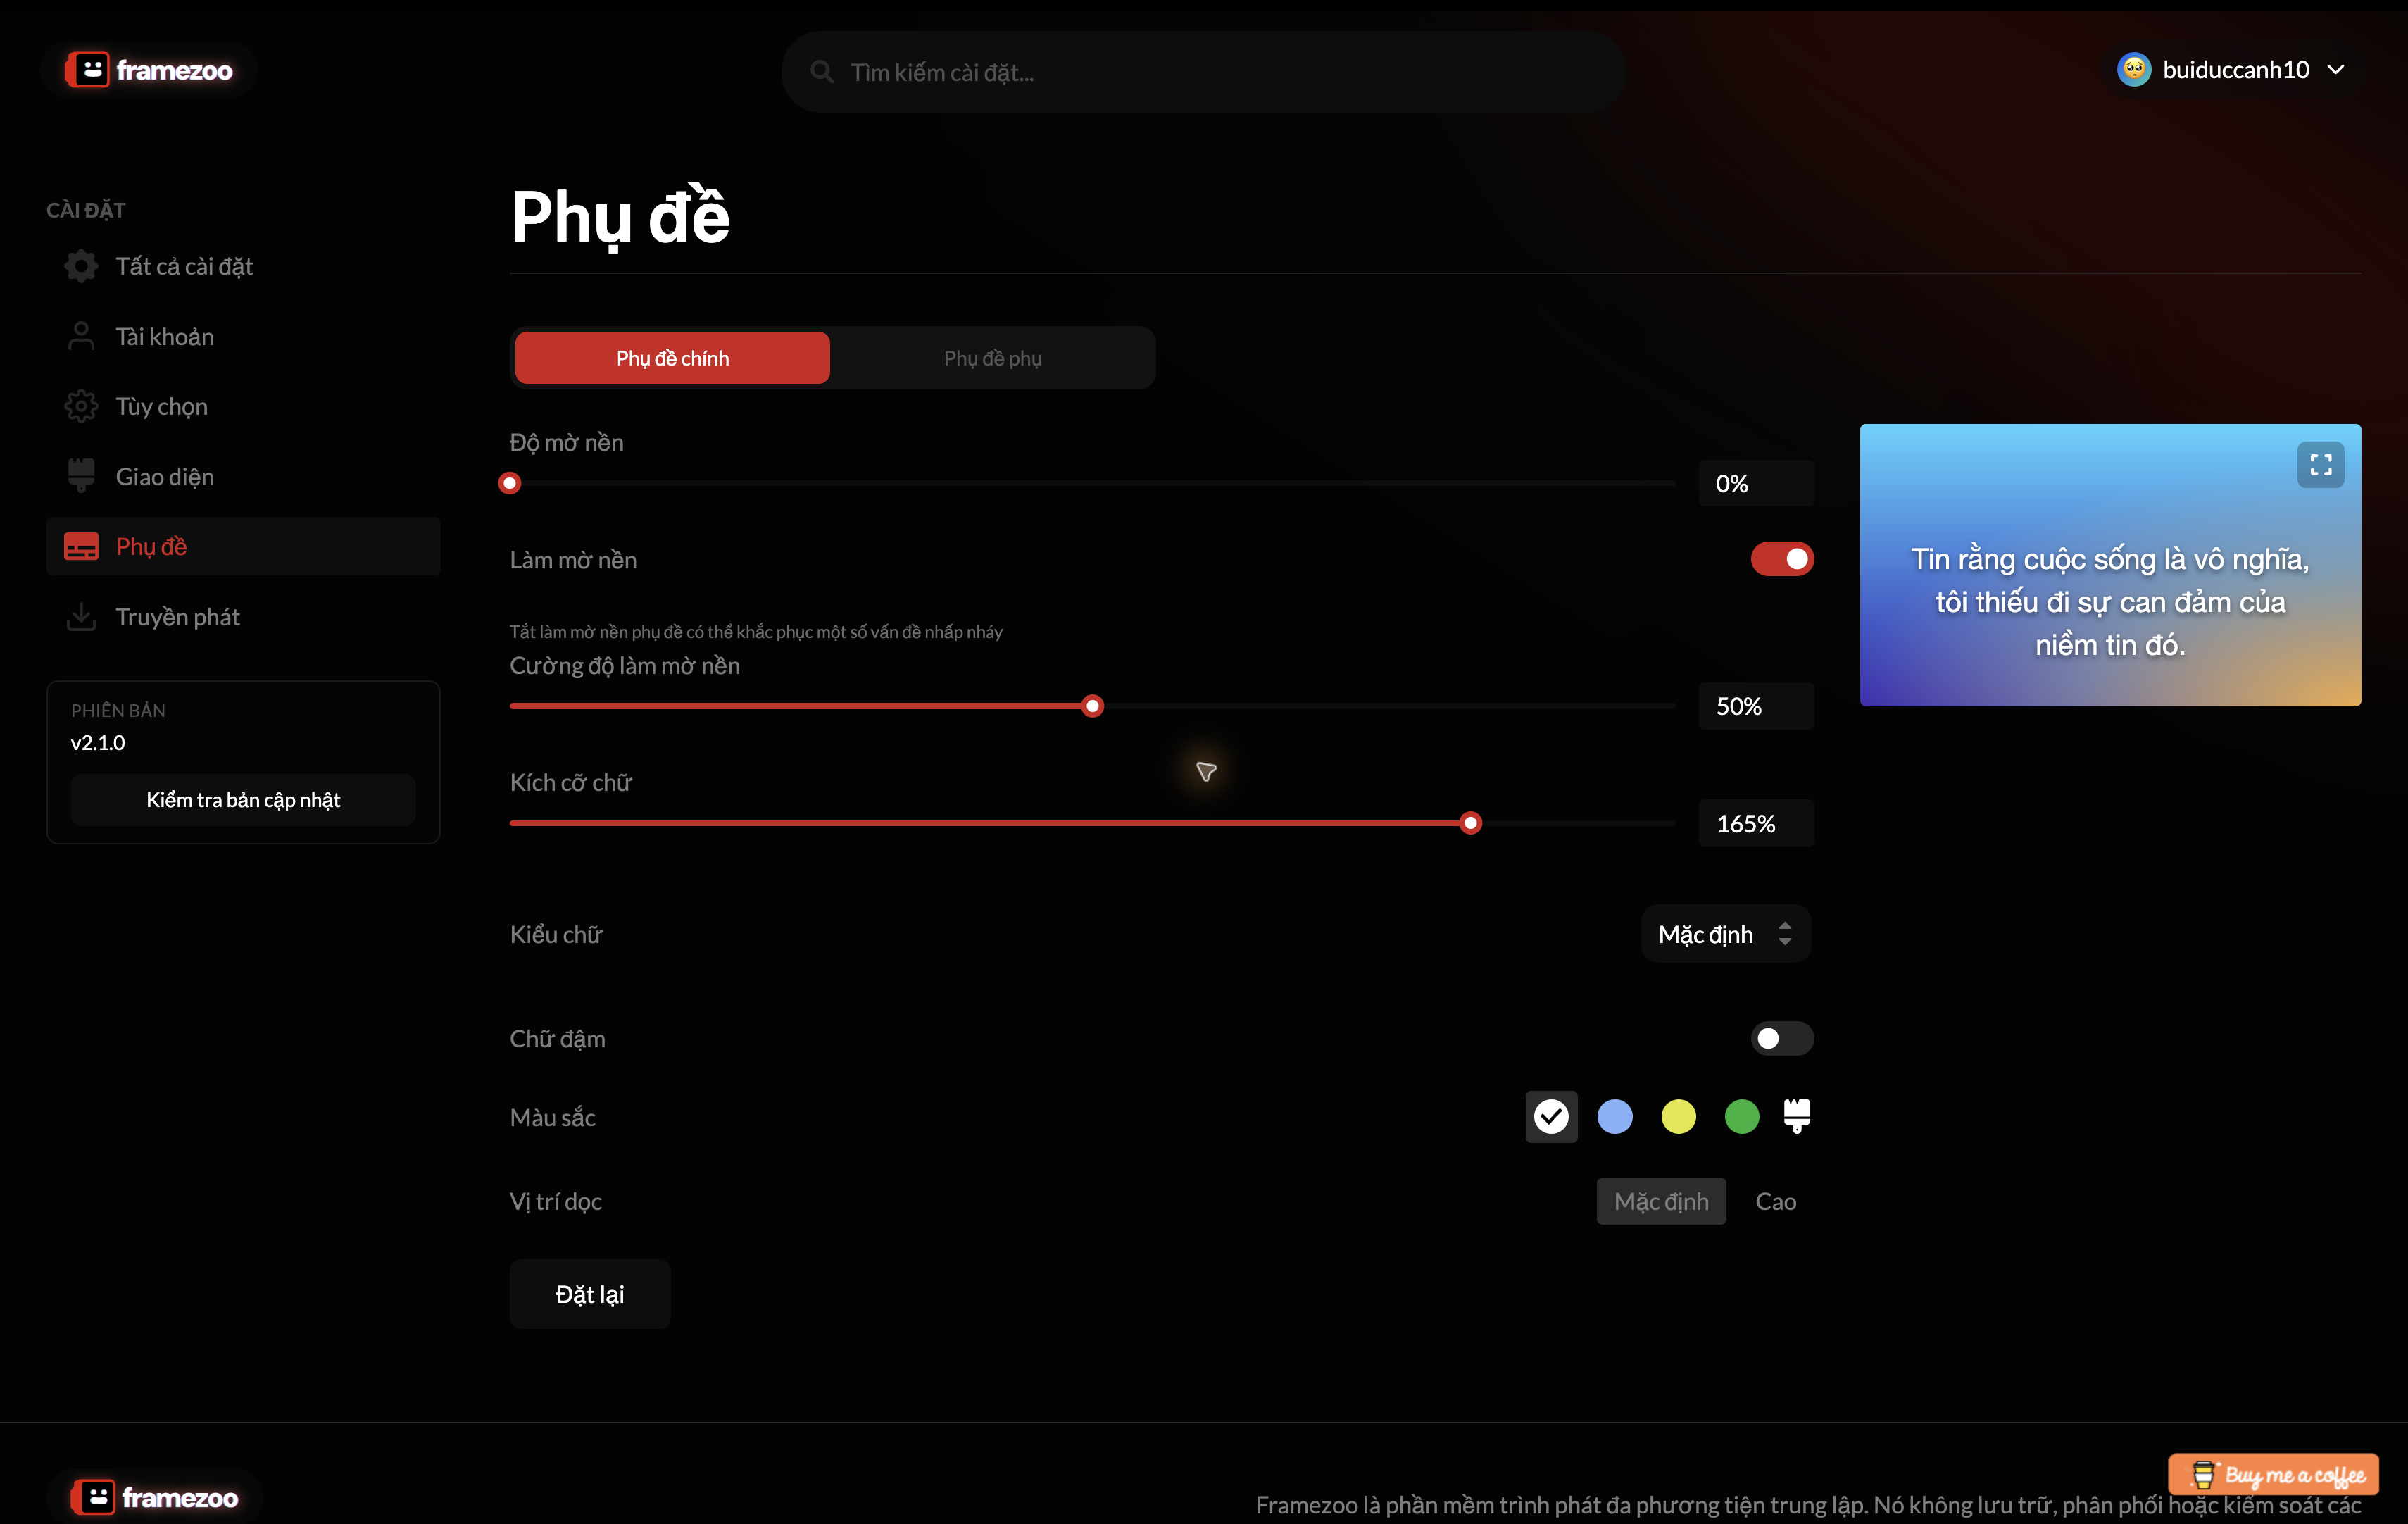 framezoo
Tìm kiếm cài đặt...
buiduccanh10
CÀI ĐẶT
Tất cả cài đặt
Tài khoản
Tùy chọn
Giao diện
Phụ đề
Truyền phát
PHIÊN BẢN
v2.1.0
Kiểm tra bản cập nhật
Phụ đề
Phụ đề chính
Phụ đề phụ
Độ mờ nền
0%
Làm mờ nền
Tắt làm mờ nền phụ đề có thể khắc phục một số vấn đề nhấp nháy
Cường độ làm mờ nền
50%
Kích cỡ chữ
165%
Kiểu chữ
Mặc định
Chữ đậm
Màu sắc
Vị trí dọc
Mặc định
Cao
Đặt lại
Tin rằng cuộc sống là vô nghĩa,
tôi thiếu đi sự can đảm của
niềm tin đó.
framezoo
Buy me a coffee
Framezoo là phần mềm trình phát đa phương tiện trung lập. Nó không lưu trữ, phân phối hoặc kiểm soát các